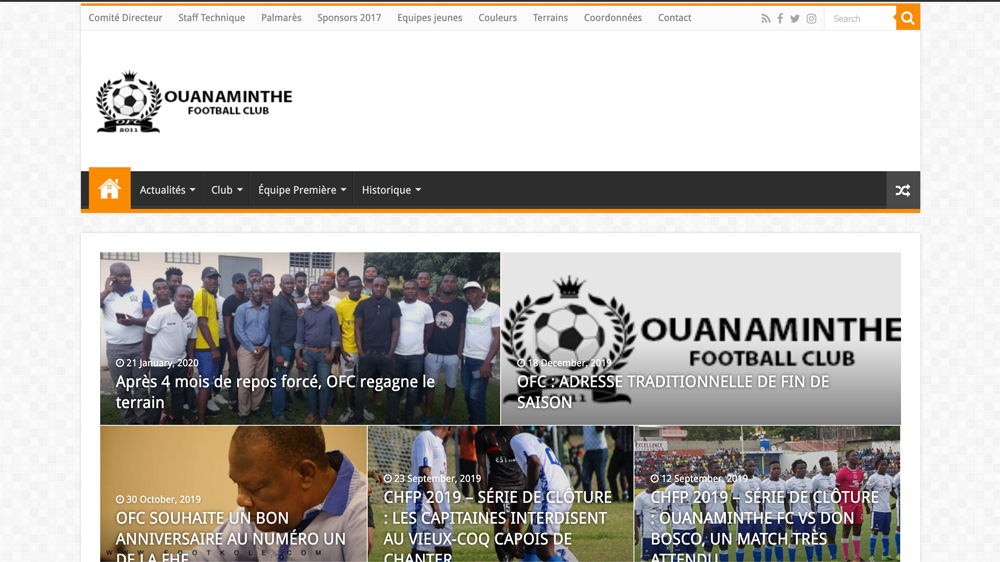 Comité Directeur Staff Technique Palmarès Sponsors 2017 Equipes jeunes Couleurs Terrains Coordonnées Contact Search
OUANAMINTHE
FOOTBALL CLUB
OFC
2011
Actualités Club Équipe Première Historique
21 January, 2020
Après 4 mois de repos forcé, OFC regagne le
terrain
OUANAMINTHE
FOOTBALL CLUB
18 December, 2019
OFC : ADRESSE TRADITIONNELLE DE FIN DE
SAISON
30 October, 2019
OFC SOUHAITE UN BON
ANNIVERSAIRE AU NUMÉRO UN
DE LA FHF
WWW.FOOTKOLE.COM
23 September, 2019
CHFP 2019 – SÉRIE DE CLÔTURE
: LES CAPITAINES INTERDISENT
AU VIEUX-COQ CAPOIS DE
CHANTER
EXCELLENCE
12 September, 2019
CHFP 2019 – SÉRIE DE CLÔTURE
: OUANAMINTHE FC VS DON
BOSCO, UN MATCH TRÈS
ATTENDU